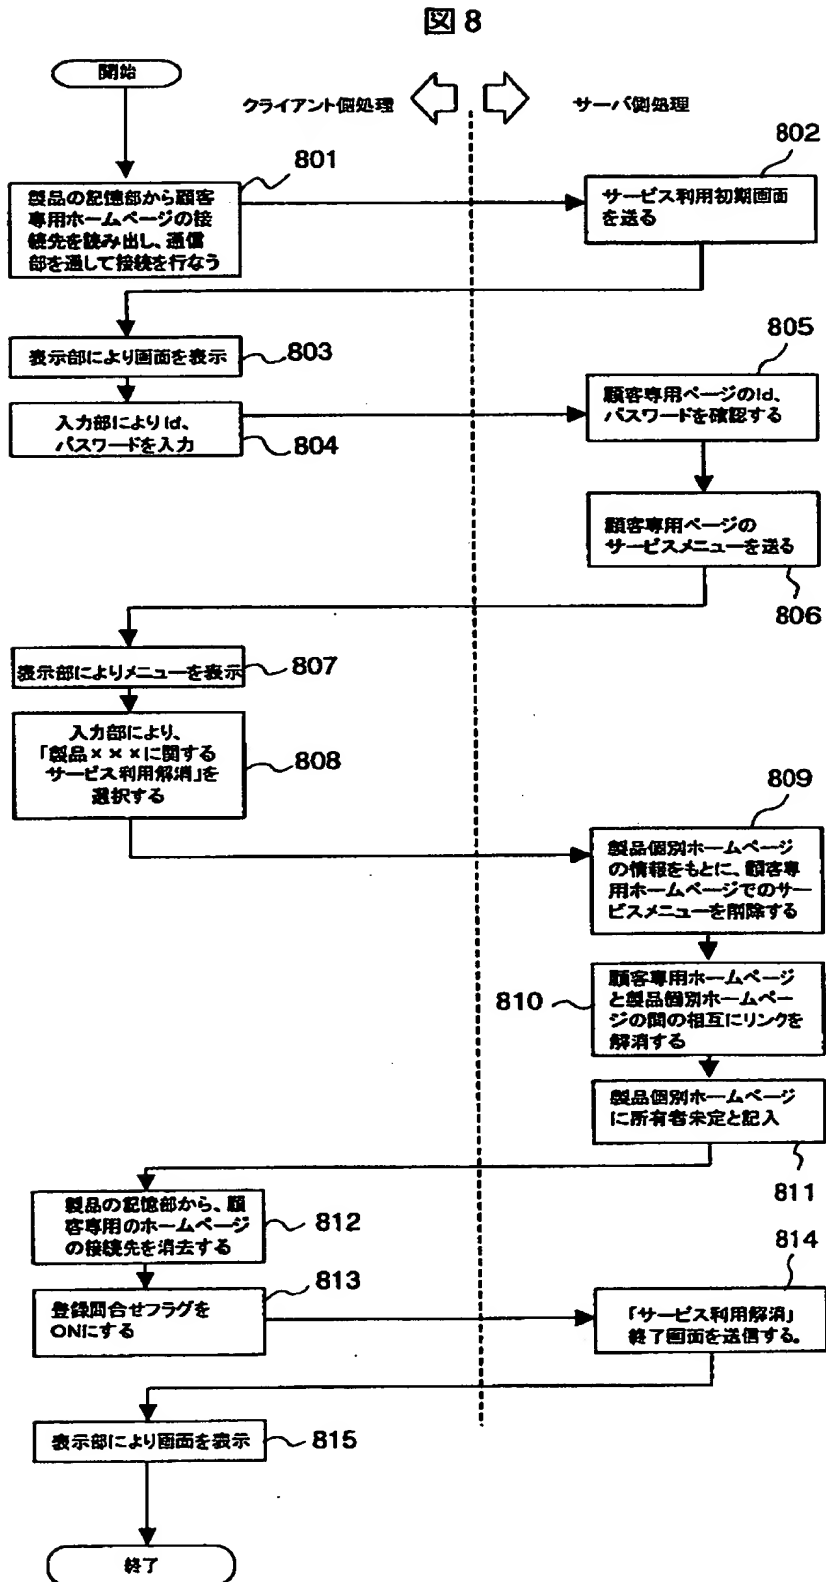 図8
開始
クライアント側処理
サーバ側処理
801
製品の記憶部から顧客
専用ホームページの接
続先を読み出し、通信
部を通して接続を行なう
802
サービス利用初期画面
を送る
表示部により画面を表示
803
入力部によりid、
パスワードを入力
804
805
顧客専用ページのid、
パスワードを確認する
顧客専用ページの
サービスメニューを送る
806
表示部によりメニューを表示
807
入力部により、
「製品×××に関する
サービス利用解消」を
選択する
808
809
製品個別ホームページ
の情報をもとに、顧客専
用ホームページでのサー
ビスメニューを削除する
810
顧客専用ホームページ
と製品個別ホームペー
ジの間の相互にリンクを
解消する
製品個別ホームページ
に所有者未定と記入
811
製品の記憶部から、顧
客専用のホームページ
の接続先を消去する
812
登録問合せフラグを
ONにする
813
814
「サービス利用解消」
終了画面を送信する。
表示部により画面を表示
815
終了